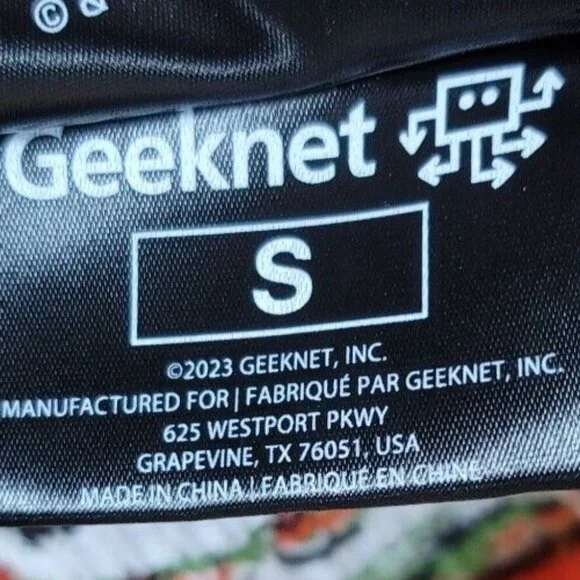 © &
Geeknet
S
©2023 GEEKNET, INC.
MANUFACTURED FOR | FABRIQUÉ PAR GEEKNET, INC.
625 WESTPORT PKWY
GRAPEVINE, TX 76051, USA
MADE IN CHINA | FABRIQUÉ EN CHINE